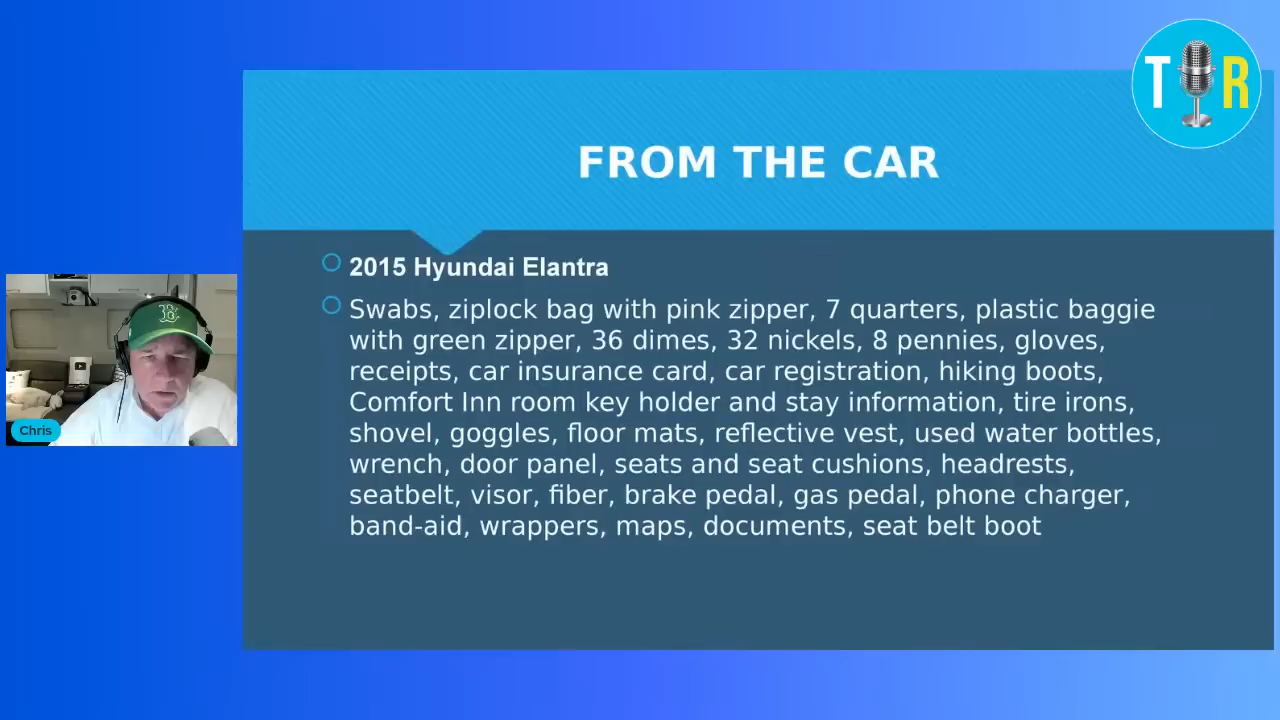 T R
FROM THE CAR
2015 Hyundai Elantra
Swabs, ziplock bag with pink zipper, 7 quarters, plastic baggie
with green zipper, 36 dimes, 32 nickels, 8 pennies, gloves,
receipts, car insurance card, car registration, hiking boots,
Comfort Inn room key holder and stay information, tire irons,
shovel, goggles, floor mats, reflective vest, used water bottles,
wrench, door panel, seats and seat cushions, headrests,
seatbelt, visor, fiber, brake pedal, gas pedal, phone charger,
band-aid, wrappers, maps, documents, seat belt boot
B
Chris